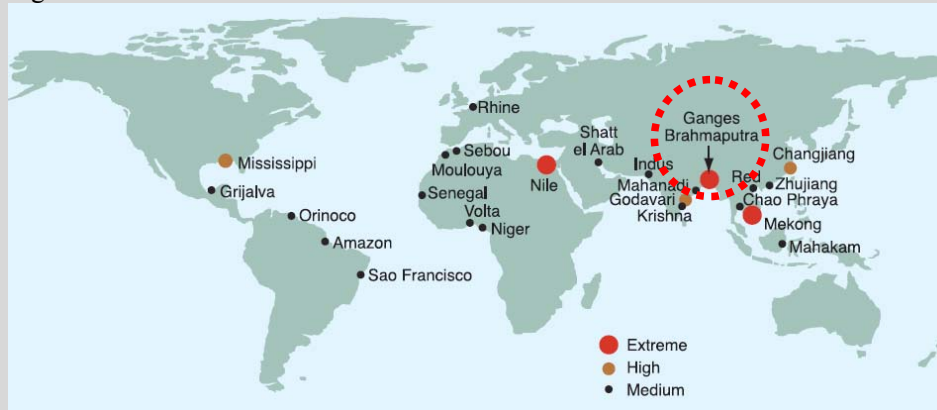 Rhine
Ganges
Brahmaputra
Shatt
el Arab
Changjiang
Sebou
Mississippi
Moulouya
Indus
Nile
Red
Zhujiang
Grijalva
Senegal
Mahanadi
Godavari
Chao Phraya
Krishna
Volta
Orinoco
Niger
Mekong
Amazon
Mahakam
Sao Francisco
Extreme
High
Medium